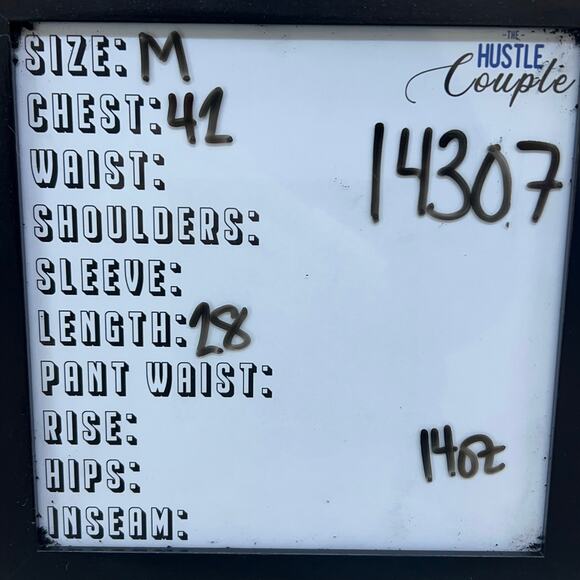 SIZE: M
-THE-
HUSTLE
Couple
CHEST: 41
14307
WAIST:
SHOULDERS:
SLEEVE:
LENGTH: 28
PANT WAIST:
RISE:
14oz
HIPS:
INSEAM: